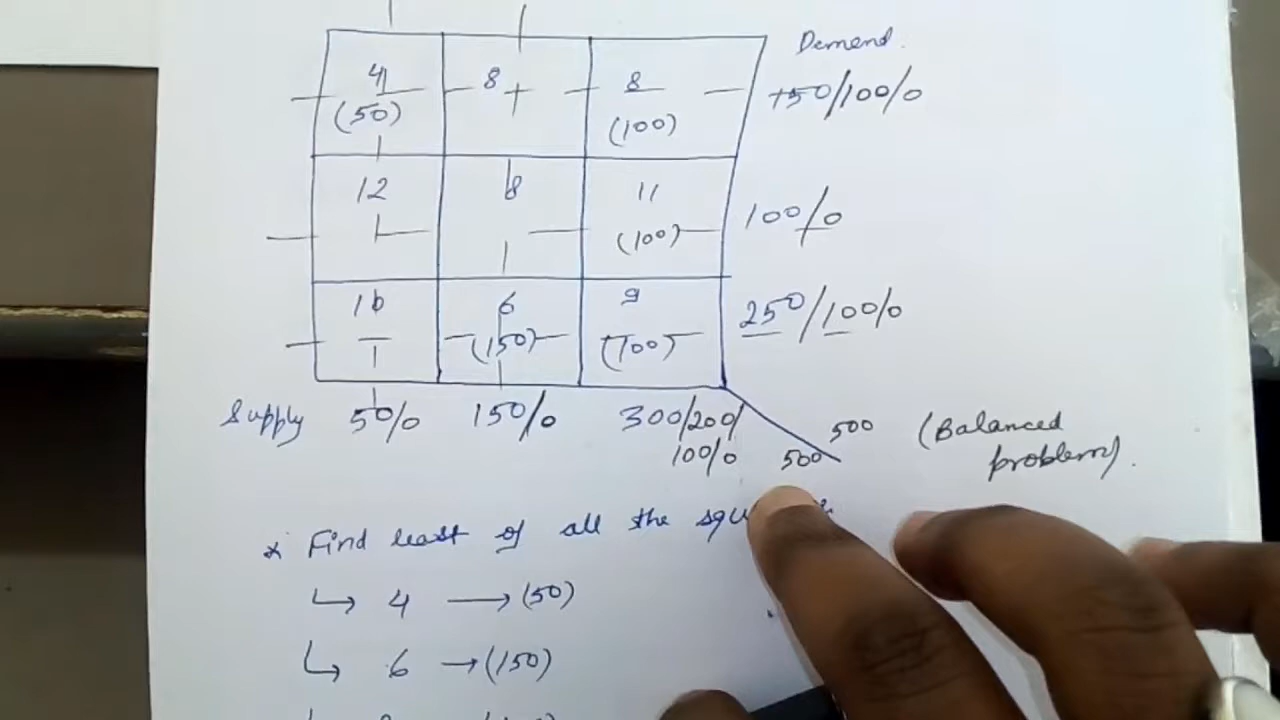 Demand.
4 8 8 150/100/0
(50) (100)
12 8 11 100/0
(100)
16 6 9 250/100/0
(150) (100)
Supply 50/0 150/0 300/200/ 500 (Balanced
100/0 500 problem).
* Find least of all the
↳ 4 → (50)
↳ 6 → (150)